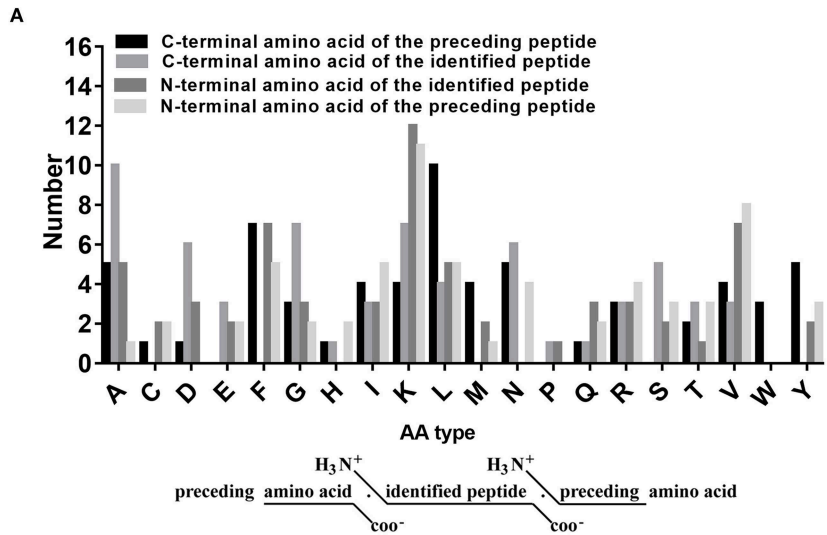 A
C-terminal amino acid of the preceding peptide
C-terminal amino acid of the identified peptide
N-terminal amino acid of the identified peptide
N-terminal amino acid of the preceding peptide
Number
16
14
12
10
8
6
4
2
0
A C D E F G H I K L M N P Q R S T V W Y
AA type
H3N+ H3N+
preceding amino acid . identified peptide . preceding amino acid
coo- coo-